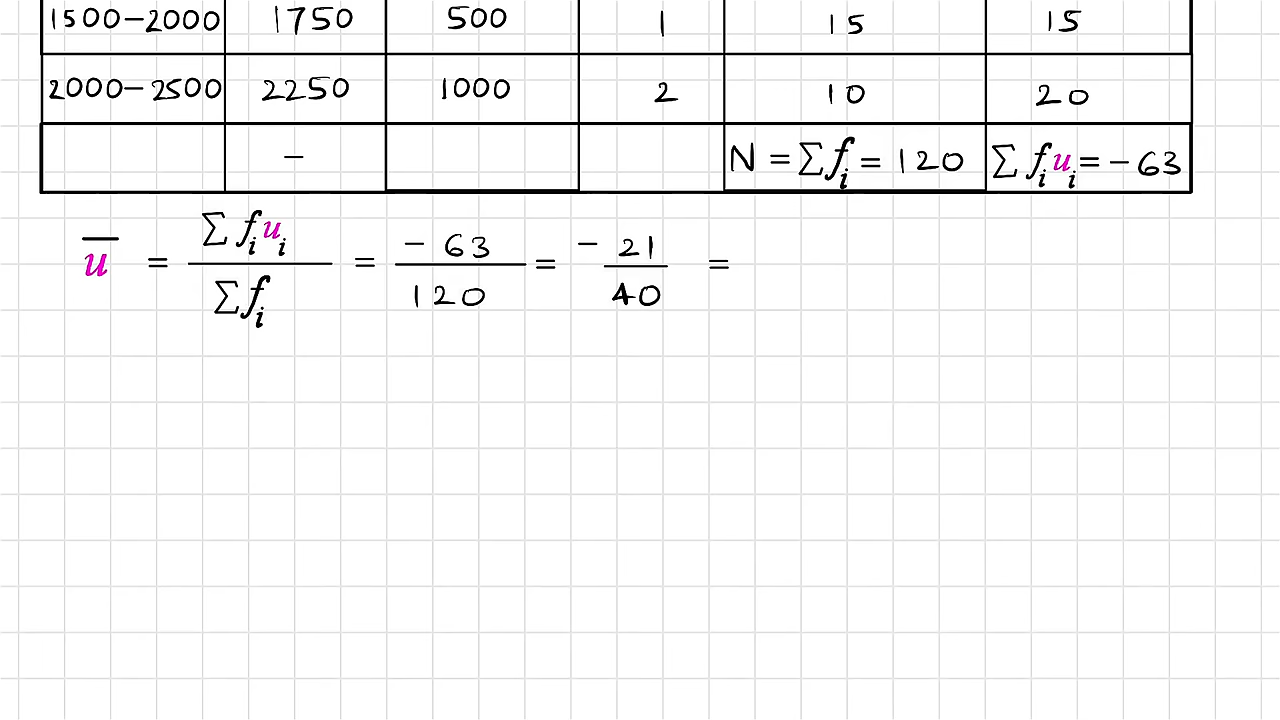 1500-2000 1750 500 1 15 15
2000-2500 2250 1000 2 10 20
- N = ∑ fᵢ = 120 ∑ fᵢuᵢ = - 63
u̅ = ∑ fᵢuᵢ / ∑ fᵢ = - 63 / 120 = - 21 / 40 =